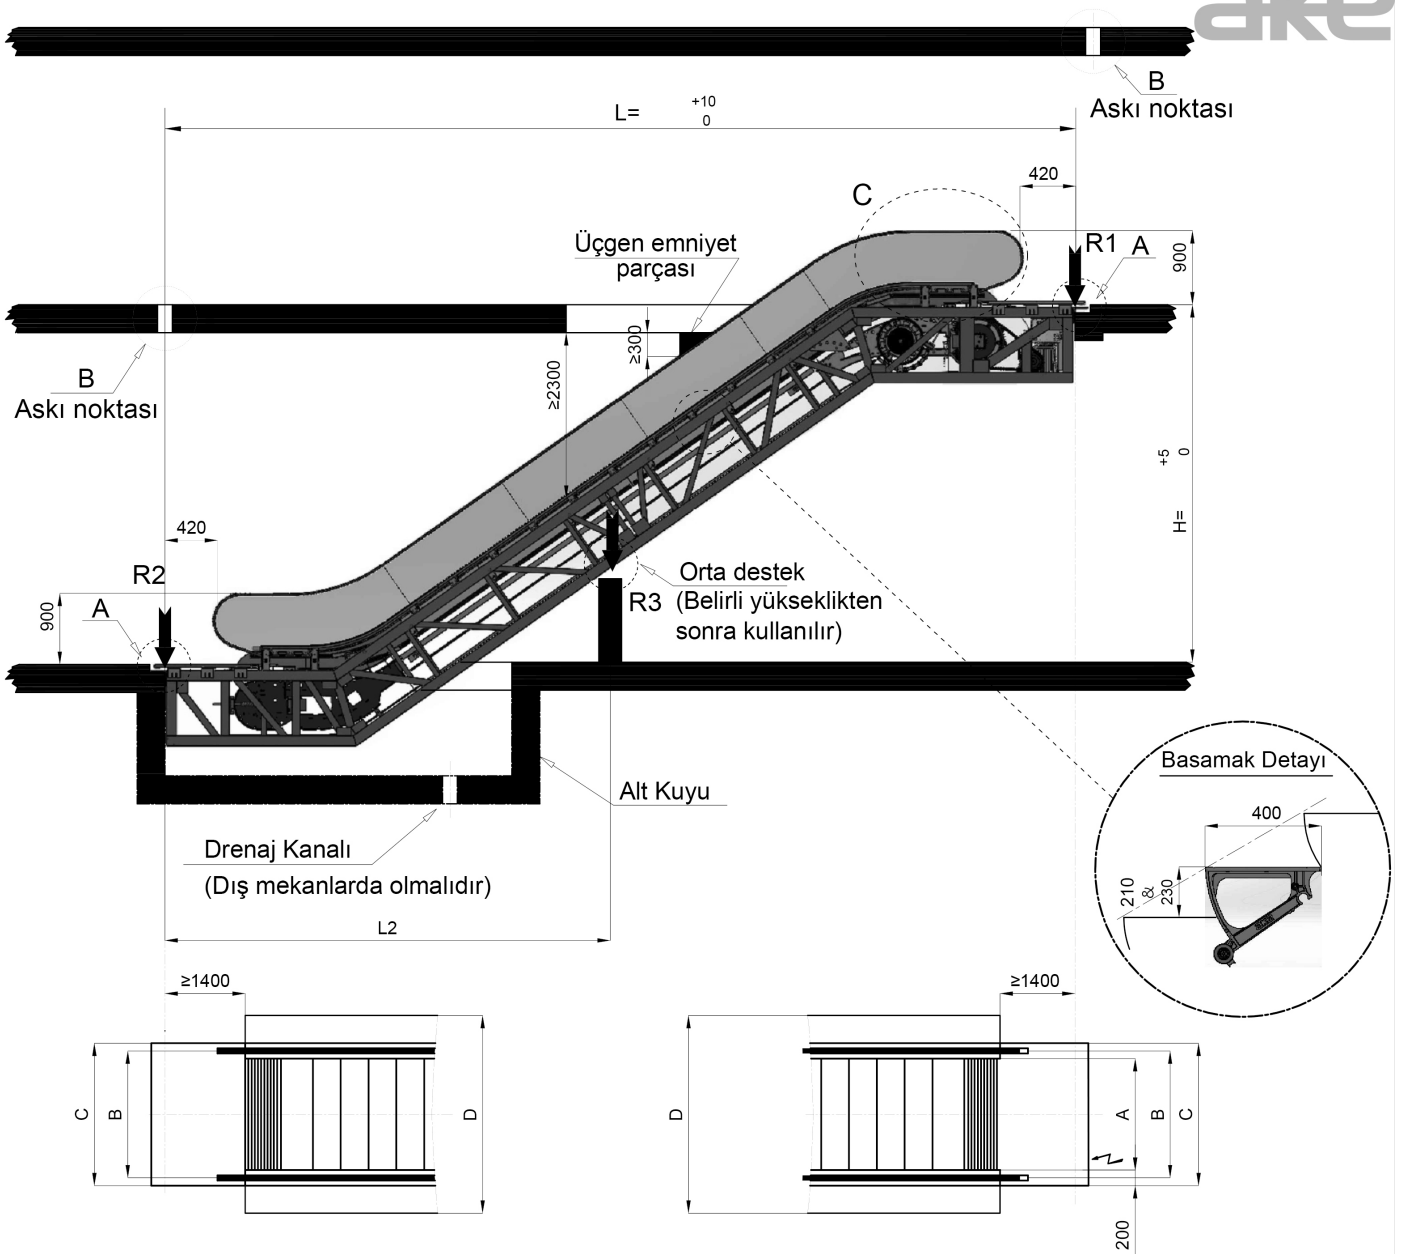 ake
B
Askı noktası
L=
+10
0
420
C
Üçgen emniyet
parçası
R1
A
900
≥300
B
Askı noktası
≥2300
+5
0
H=
420
R2
900
A
Orta destek
R3
(Belirli yükseklikten
sonra kullanılır)
Basamak Detayı
Alt Kuyu
400
210
&
230
Drenaj Kanalı
(Dış mekanlarda olmalıdır)
L2
≥1400
≥1400
C
B
D
D
A
B
C
200